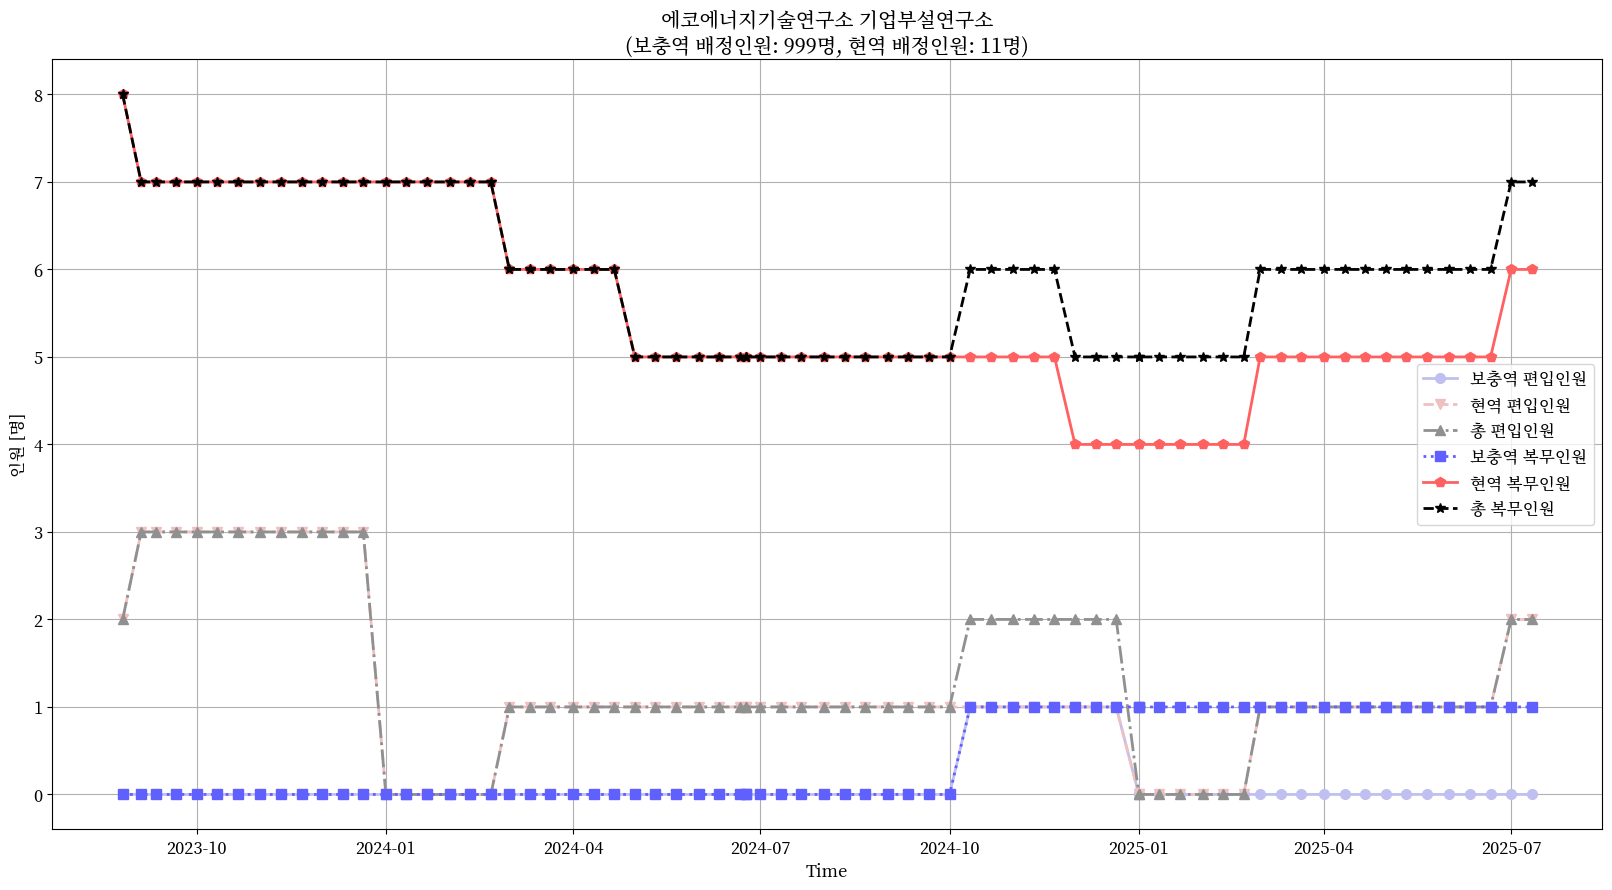 에코에너지기술연구소 기업부설연구소
(보충역 배정인원: 999명, 현역 배정인원: 11명)
인원 [명]
8
7
6
5
4
3
2
1
0
보충역 편입인원
현역 편입인원
총 편입인원
보충역 복무인원
현역 복무인원
총 복무인원
2023-10 2024-01 2024-04 2024-07 2024-10 2025-01 2025-04 2025-07
Time